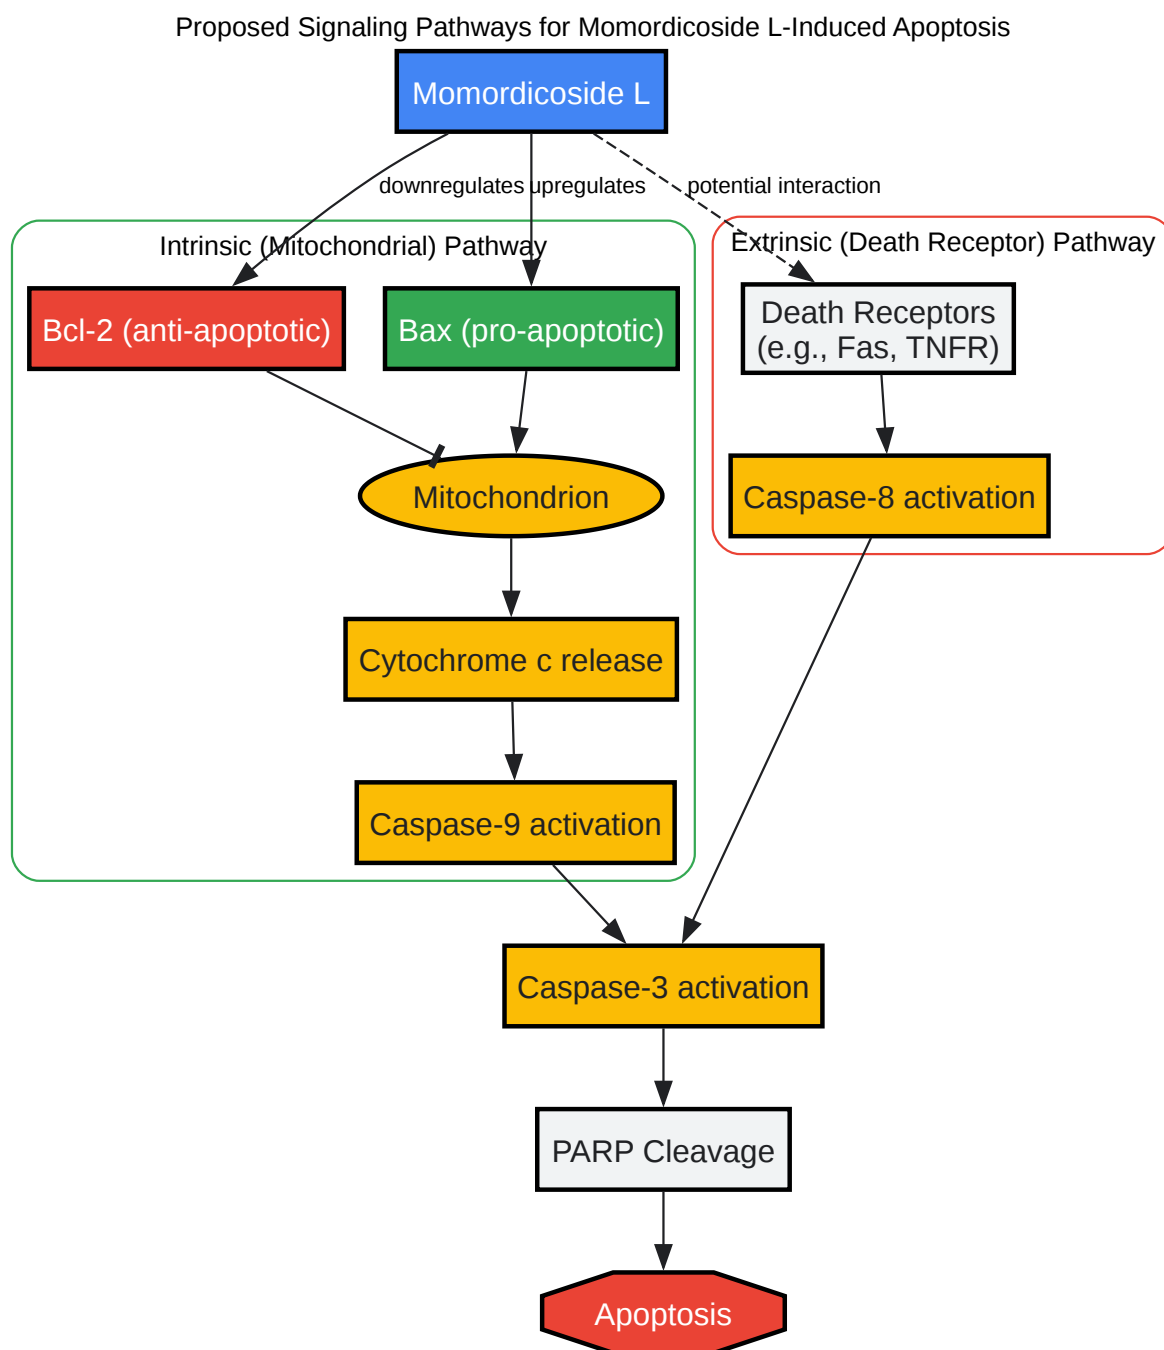 Proposed Signaling Pathways for Momordicoside L-Induced Apoptosis
Momordicoside L
downregulates
upregulates
potential interaction
Intrinsic (Mitochondrial) Pathway
Extrinsic (Death Receptor) Pathway
Bcl-2 (anti-apoptotic)
Bax (pro-apoptotic)
Death Receptors
(e.g., Fas, TNFR)
Mitochondrion
Caspase-8 activation
Cytochrome c release
Caspase-9 activation
Caspase-3 activation
PARP Cleavage
Apoptosis